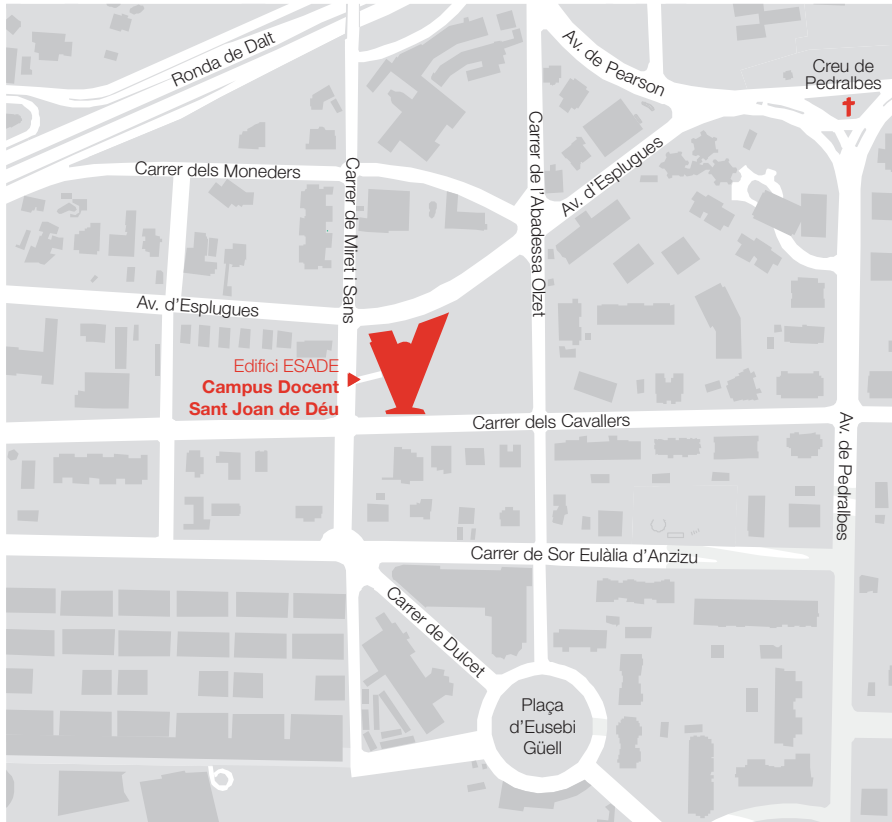 Ronda de Dalt
Av. de Pearson
Creu de
Pedralbes
Carrer dels Moneders
Carrer de Miret i Sans
Carrer de l'Abadessa Olzet
Av. d'Esplugues
Av. d'Esplugues
Edifici ESADE
Campus Docent
Sant Joan de Déu
Carrer dels Cavallers
Av. de Pedralbes
Carrer de Sor Eulàlia d'Anzizu
Carrer de Dulcet
Plaça
d'Eusebi
Güell